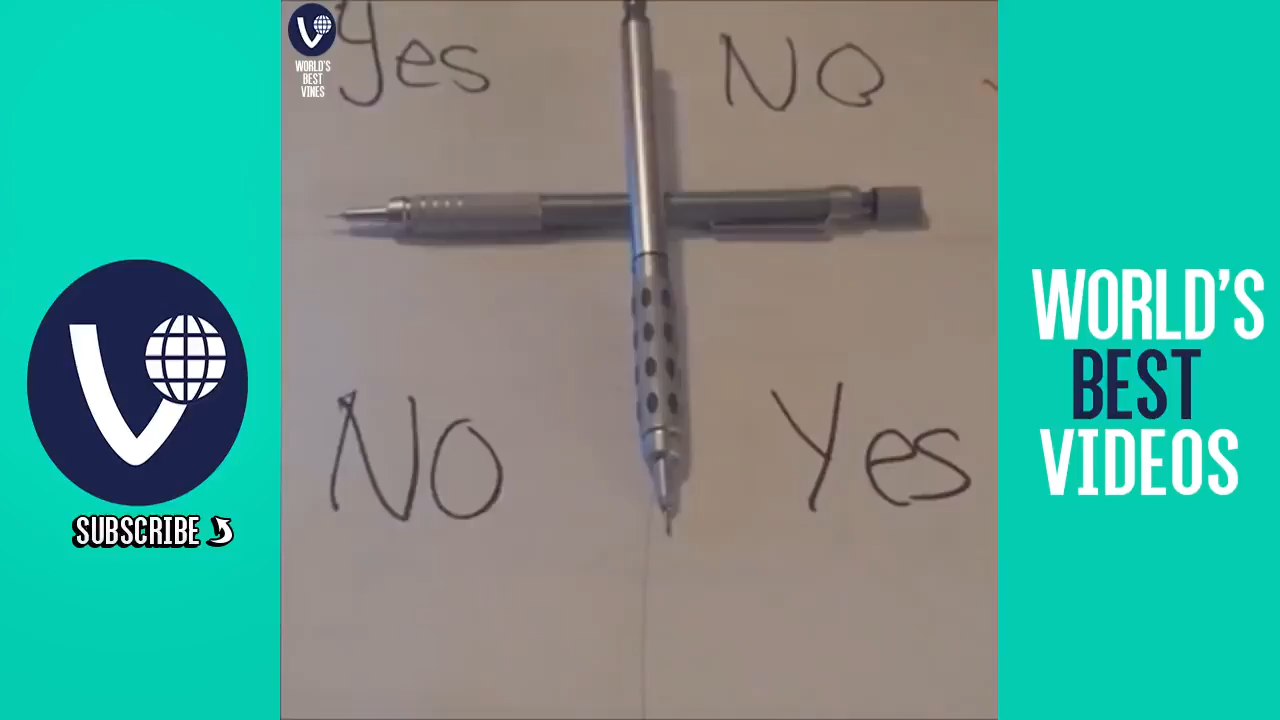 WORLD'S
BEST
VINES
Yes
No
No
Yes
SUBSCRIBE
WORLD'S
BEST
VIDEOS